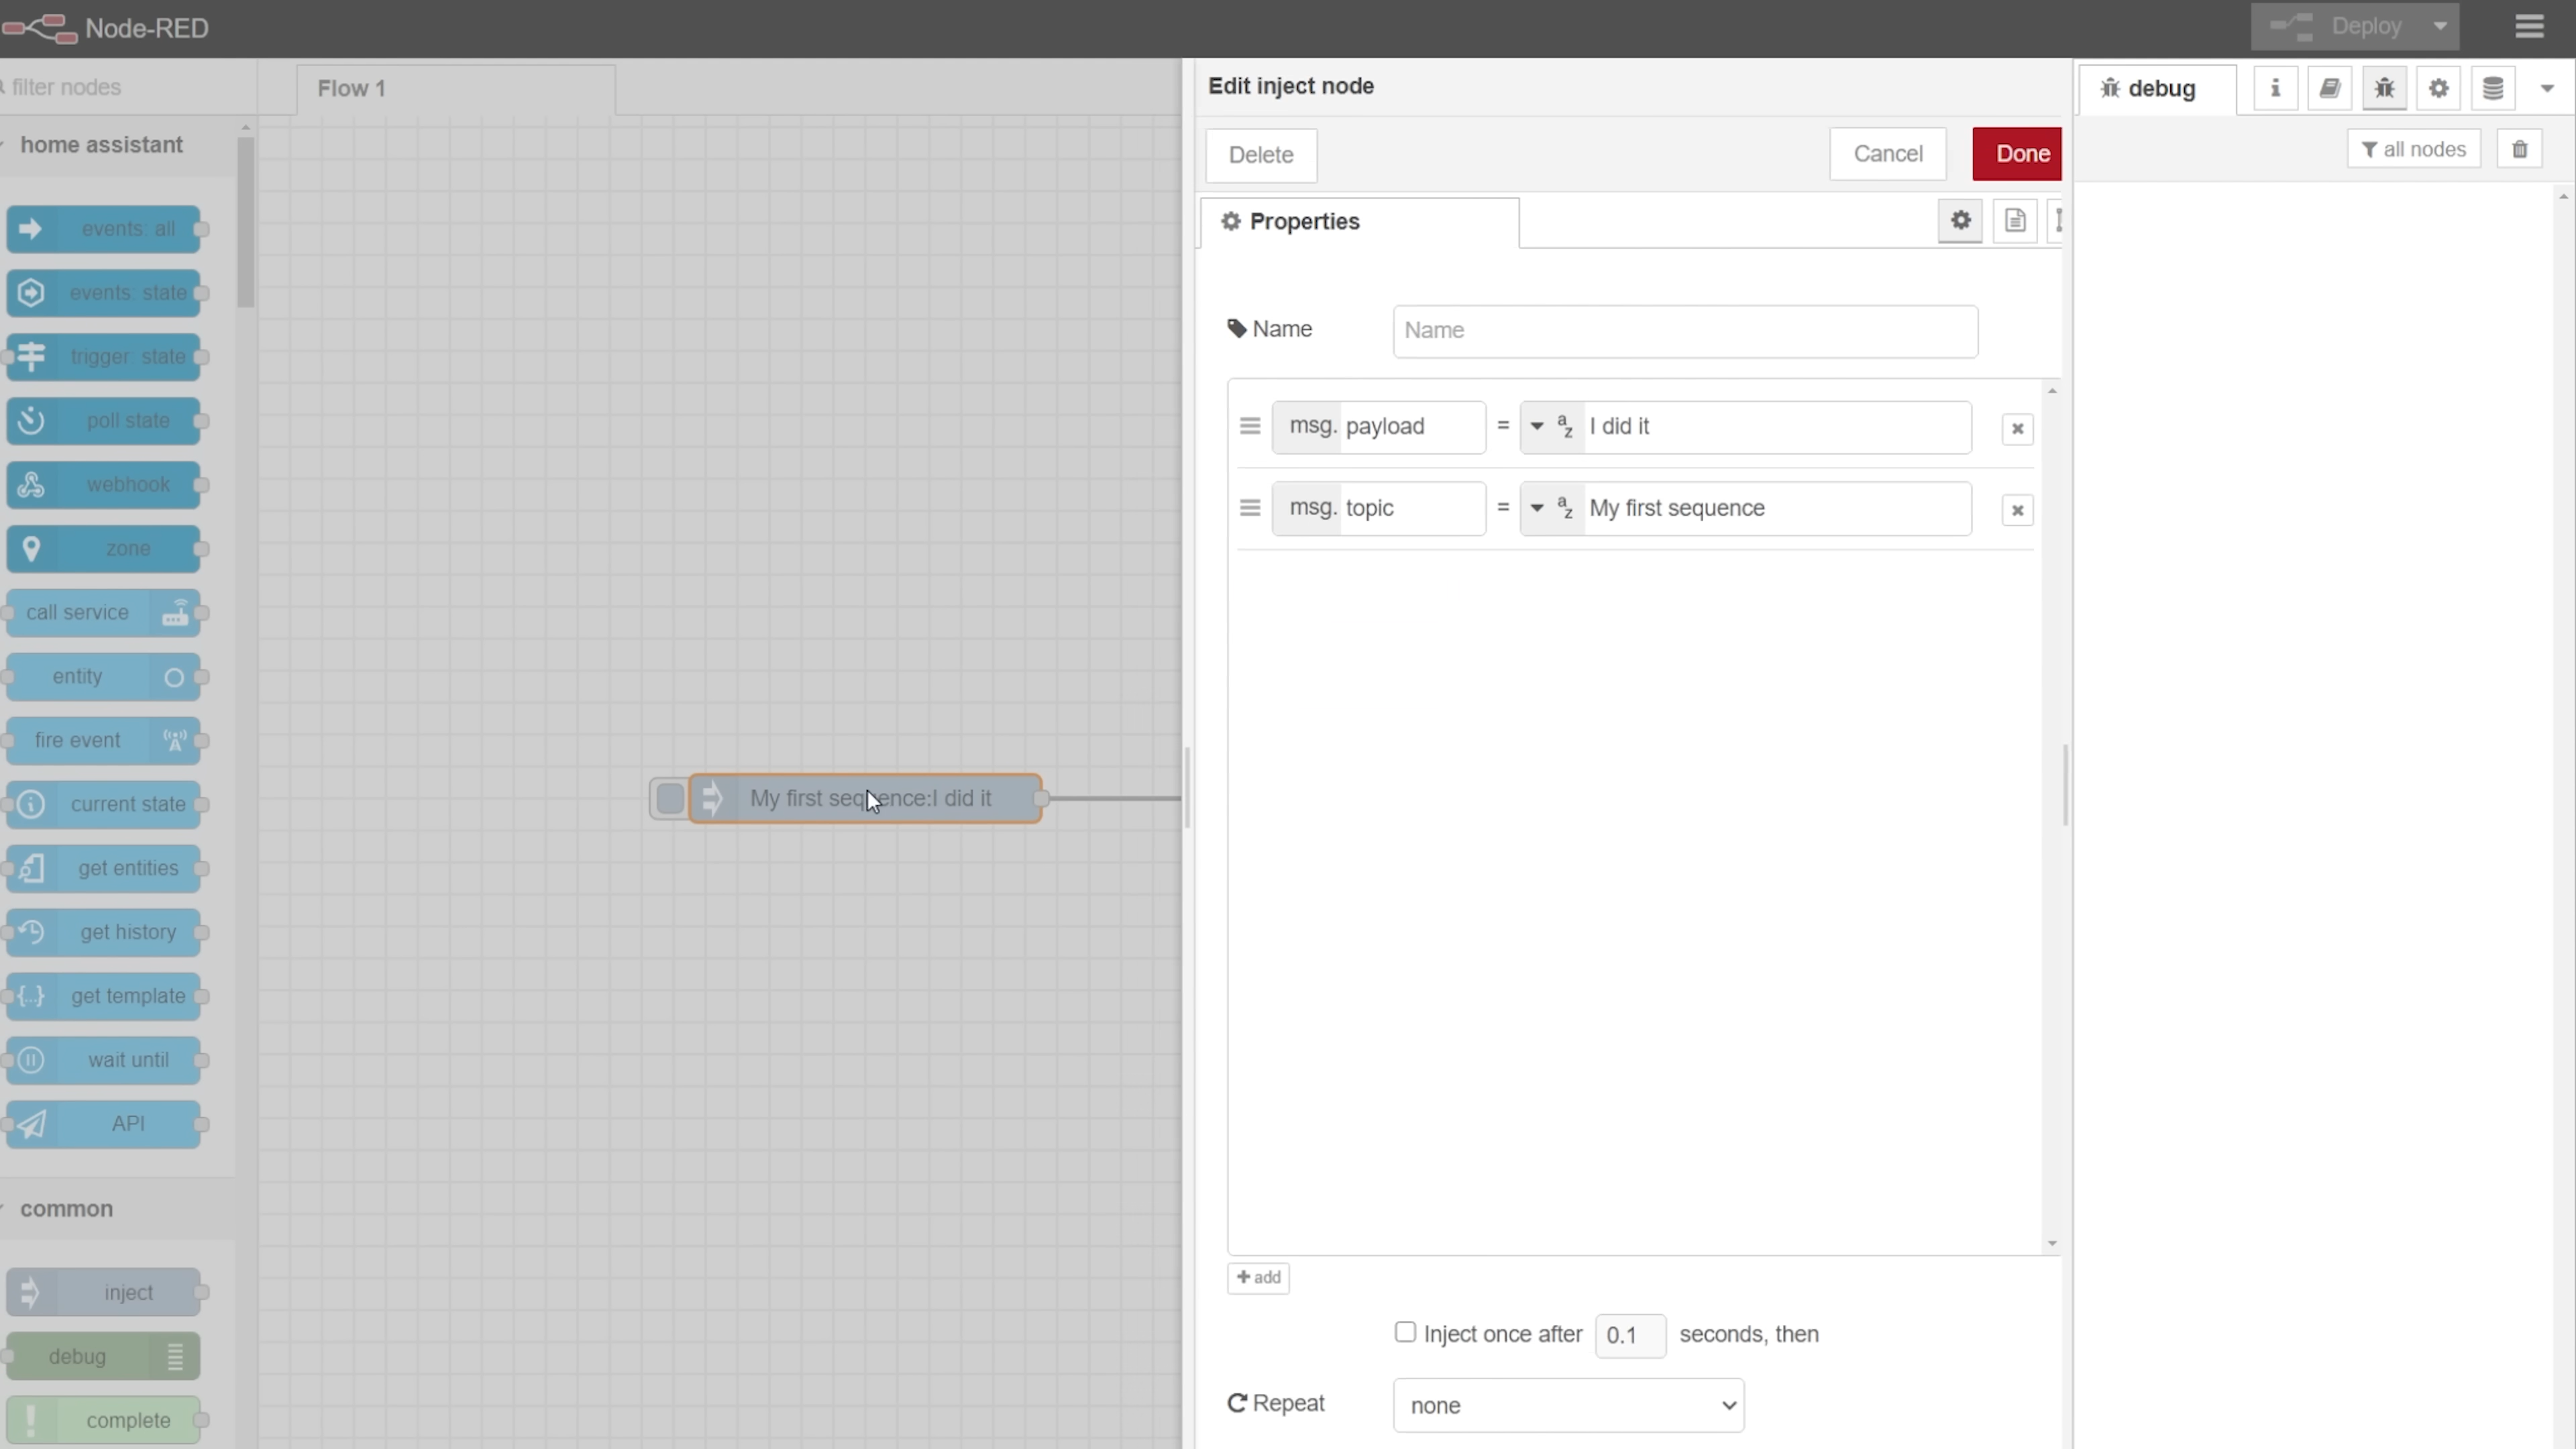 Node-RED
Deploy
filter nodes
Flow 1
Edit inject node
debug
Delete
Cancel
Done
all nodes
home assistant
events: all
events: state
trigger: state
poll state
webhook
zone
call service
entity
fire event
current state
get entities
get history
get template
wait until
API
common
inject
debug
complete
My first sequence:I did it
Properties
Name
Name
msg. payload = a z I did it
msg. topic = a z My first sequence
add
Inject once after 0.1 seconds, then
Repeat none